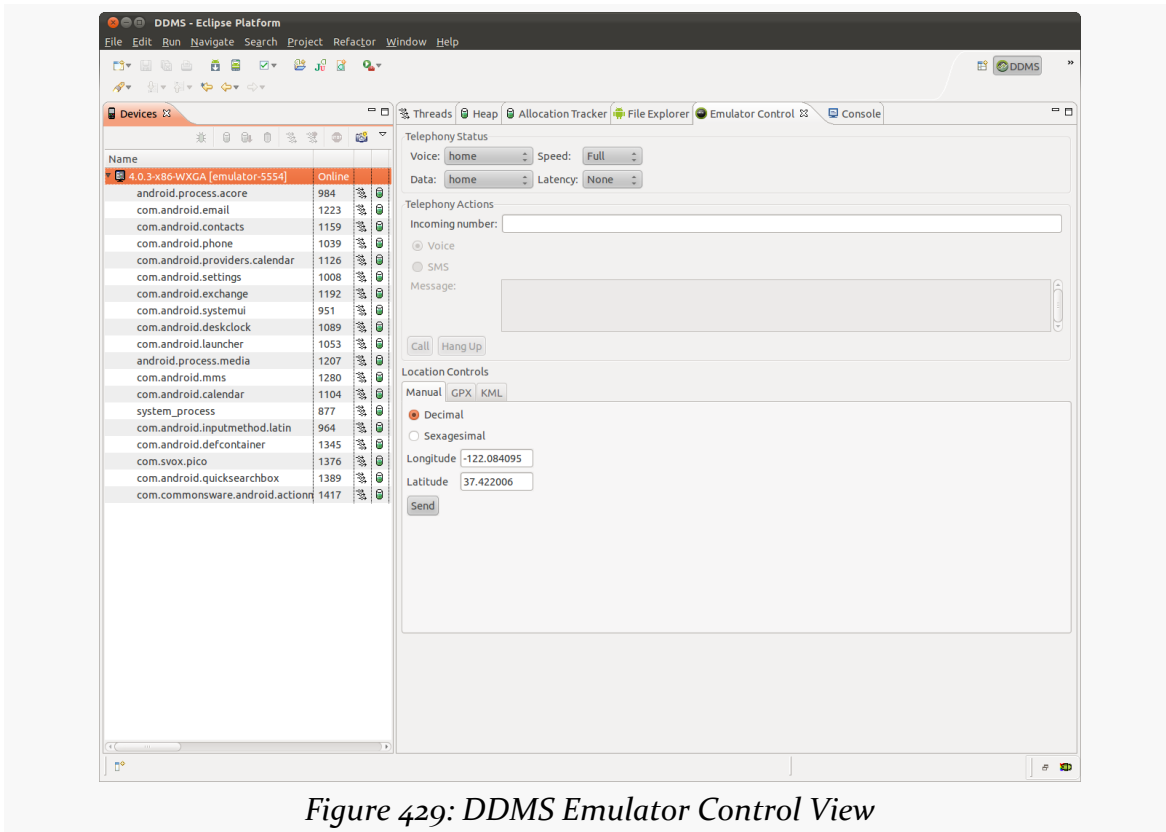 DDMS - Eclipse Platform
File Edit Run Navigate Search Project Refactor Window Help
DDMS »
Devices
Name
4.0.3-x86-WXGA [emulator-5554] Online
android.process.acore 984
com.android.email 1223
com.android.contacts 1159
com.android.phone 1039
com.android.providers.calendar 1126
com.android.settings 1008
com.android.exchange 1192
com.android.systemui 951
com.android.deskclock 1089
com.android.launcher 1053
android.process.media 1207
com.android.mms 1280
com.android.calendar 1104
system_process 877
com.android.inputmethod.latin 964
com.android.defcontainer 1345
com.svox.pico 1376
com.android.quicksearchbox 1389
com.commonsware.android.actionm 1417
Threads Heap Allocation Tracker File Explorer Emulator Control Console
Telephony Status
Voice: home Speed: Full
Data: home Latency: None
Telephony Actions
Incoming number:
Voice
SMS
Message:
Call Hang Up
Location Controls
Manual GPX KML
Decimal
Sexagesimal
Longitude -122.084095
Latitude 37.422006
Send
Figure 429: DDMS Emulator Control View